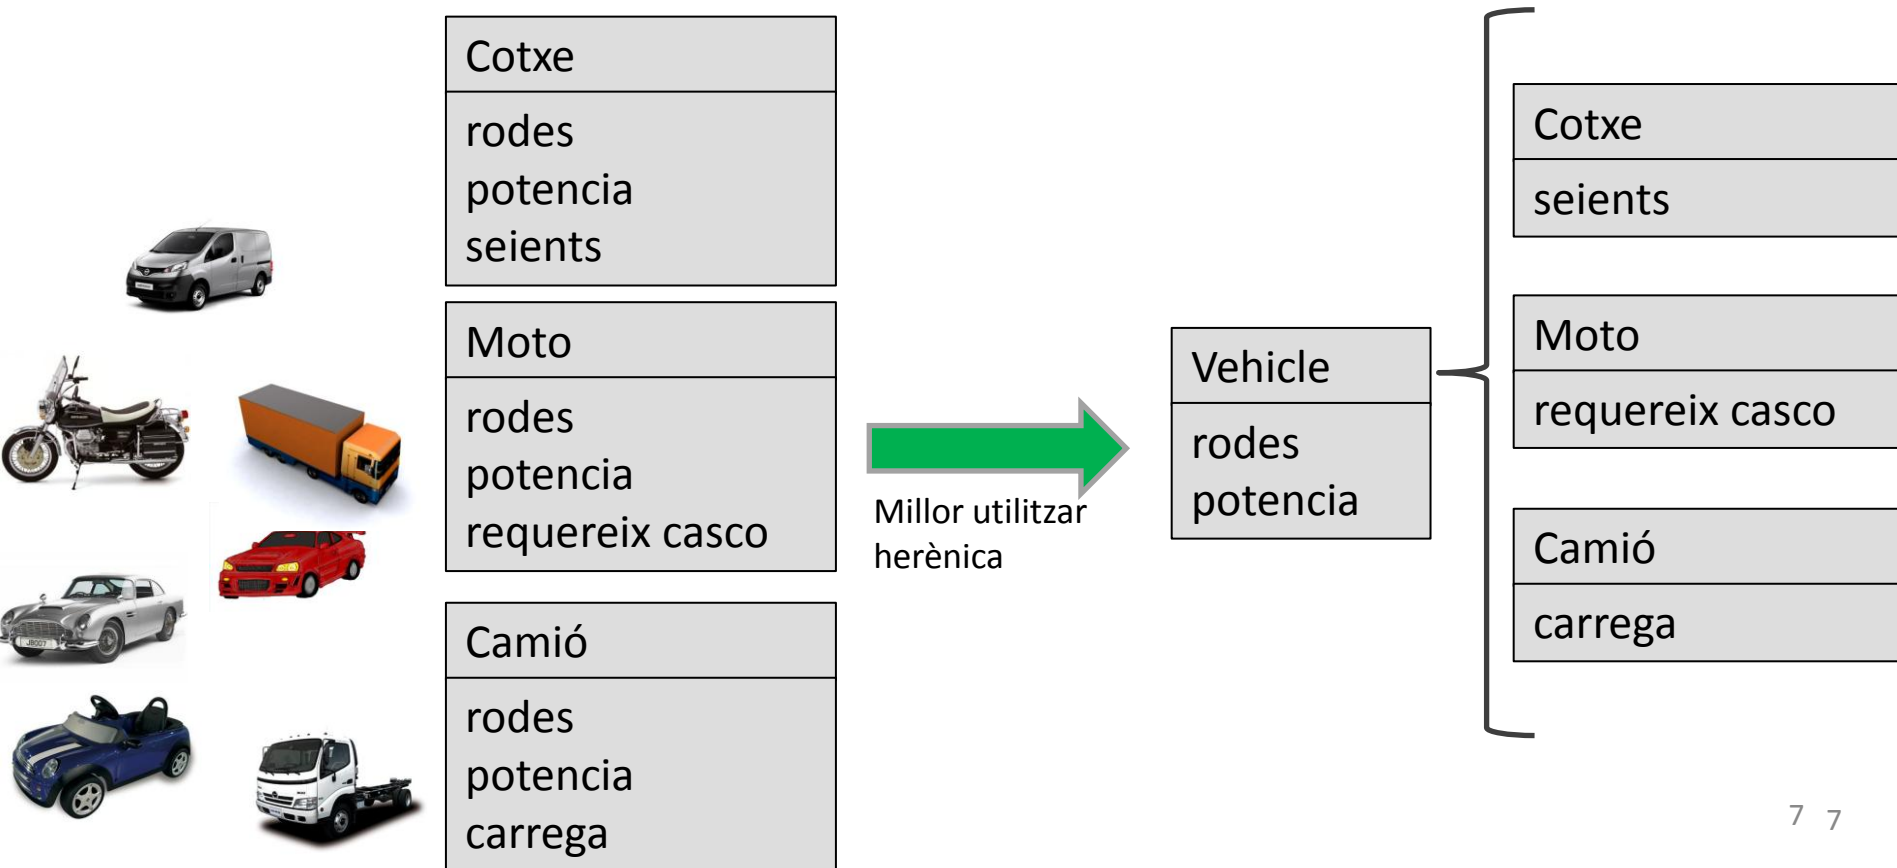 Cotxe
rodes
potencia
seients
Moto
rodes
potencia
requereix casco
Camió
rodes
potencia
carrega
Millor utilitzar
herènica
Vehicle
rodes
potencia
Cotxe
seients
Moto
requereix casco
Camió
carrega
7 7